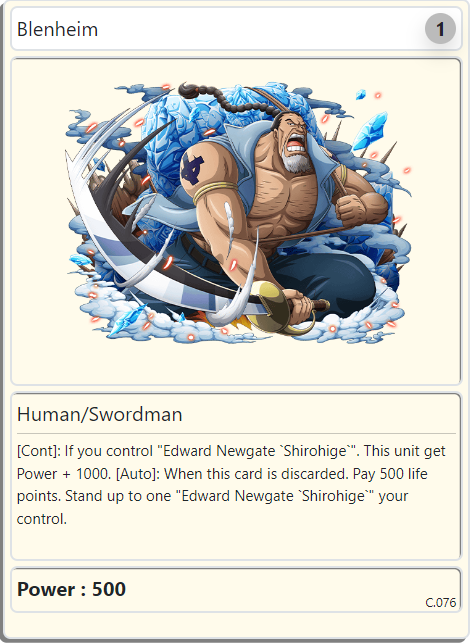 Blenheim
1
Human/Swordman
[Cont]: If you control "Edward Newgate `Shirohige`". This unit get
Power + 1000. [Auto]: When this card is discarded. Pay 500 life
points. Stand up to one "Edward Newgate `Shirohige`" your
control.
Power : 500
C.076